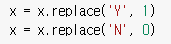 x = x.replace('Y', 1)
x = x.replace('N', 0)